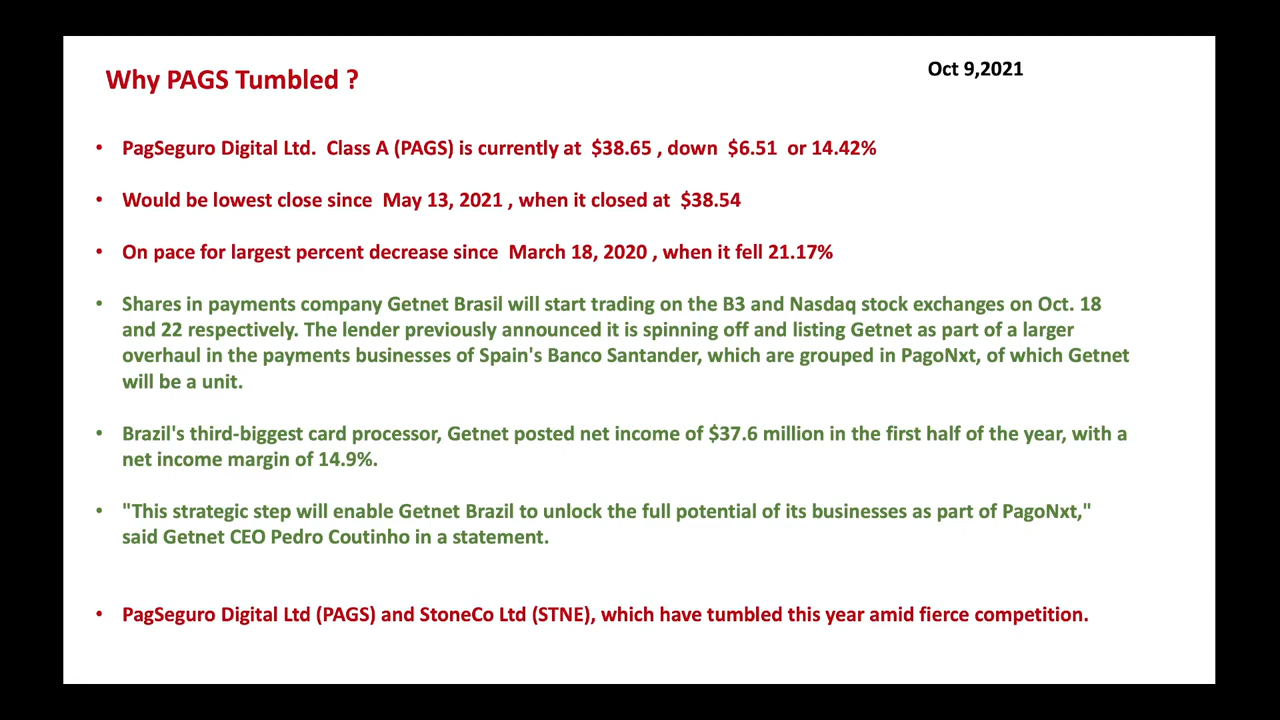 Why PAGS Tumbled ?
Oct 9,2021
• PagSeguro Digital Ltd. Class A (PAGS) is currently at $38.65 , down $6.51 or 14.42%
• Would be lowest close since May 13, 2021 , when it closed at $38.54
• On pace for largest percent decrease since March 18, 2020 , when it fell 21.17%
• Shares in payments company Getnet Brasil will start trading on the B3 and Nasdaq stock exchanges on Oct. 18
and 22 respectively. The lender previously announced it is spinning off and listing Getnet as part of a larger
overhaul in the payments businesses of Spain's Banco Santander, which are grouped in PagoNxt, of which Getnet
will be a unit.
• Brazil's third-biggest card processor, Getnet posted net income of $37.6 million in the first half of the year, with a
net income margin of 14.9%.
• "This strategic step will enable Getnet Brazil to unlock the full potential of its businesses as part of PagoNxt,"
said Getnet CEO Pedro Coutinho in a statement.
• PagSeguro Digital Ltd (PAGS) and StoneCo Ltd (STNE), which have tumbled this year amid fierce competition.